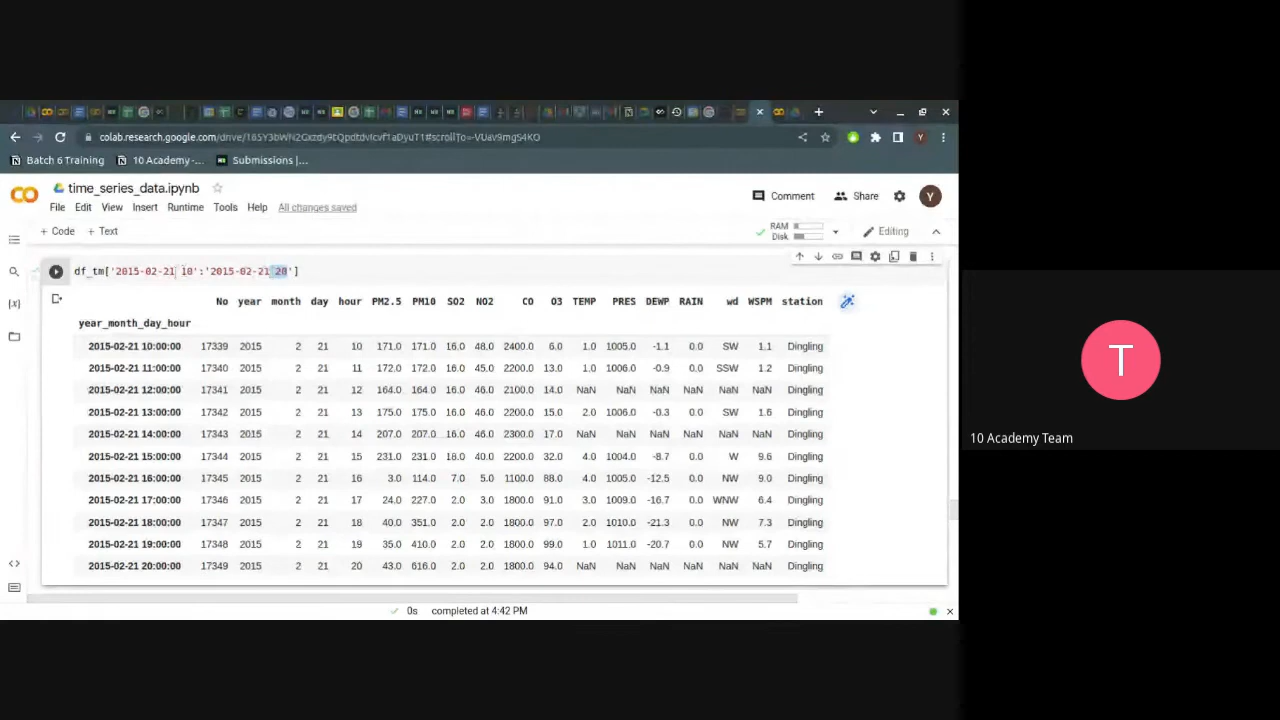 colab.research.google.com/drive/
Batch 6 Training 10 Academy -... Submissions |...
time_series_data.ipynb
Comment Share Y
File Edit View Insert Runtime Tools Help All changes saved
+ Code + Text RAM Disk Editing
df_tm['2015-02-21 10':'2015-02-21 20']
No year month day hour PM2.5 PM10 SO2 NO2 CO O3 TEMP PRES DEWP RAIN wd WSPM station
year_month_day_hour
2015-02-21 10:00:00 17339 2015 2 21 10 171.0 171.0 16.0 48.0 2400.0 6.0 1.0 1005.0 -1.1 0.0 SW 1.1 Dingling
2015-02-21 11:00:00 17340 2015 2 21 11 172.0 172.0 16.0 45.0 2200.0 13.0 1.0 1006.0 -0.9 0.0 SSW 1.2 Dingling
2015-02-21 12:00:00 17341 2015 2 21 12 164.0 164.0 16.0 46.0 2100.0 14.0 NaN NaN NaN NaN NaN NaN Dingling
2015-02-21 13:00:00 17342 2015 2 21 13 175.0 175.0 16.0 46.0 2200.0 15.0 2.0 1006.0 -0.3 0.0 SW 1.6 Dingling
2015-02-21 14:00:00 17343 2015 2 21 14 207.0 207.0 16.0 46.0 2300.0 17.0 NaN NaN NaN NaN NaN NaN Dingling
2015-02-21 15:00:00 17344 2015 2 21 15 231.0 231.0 18.0 40.0 2200.0 32.0 4.0 1004.0 -8.7 0.0 W 9.6 Dingling
2015-02-21 16:00:00 17345 2015 2 21 16 3.0 114.0 7.0 5.0 1100.0 88.0 4.0 1005.0 -12.5 0.0 NW 9.0 Dingling
2015-02-21 17:00:00 17346 2015 2 21 17 24.0 227.0 2.0 3.0 1800.0 91.0 3.0 1009.0 -16.7 0.0 WNW 6.4 Dingling
2015-02-21 18:00:00 17347 2015 2 21 18 40.0 351.0 2.0 2.0 1800.0 97.0 2.0 1010.0 -21.3 0.0 NW 7.3 Dingling
2015-02-21 19:00:00 17348 2015 2 21 19 35.0 410.0 2.0 2.0 1800.0 99.0 1.0 1011.0 -20.7 0.0 NW 5.7 Dingling
2015-02-21 20:00:00 17349 2015 2 21 20 43.0 616.0 2.0 2.0 1800.0 94.0 NaN NaN NaN NaN NaN NaN Dingling
0s completed at 4:42 PM
T
10 Academy Team